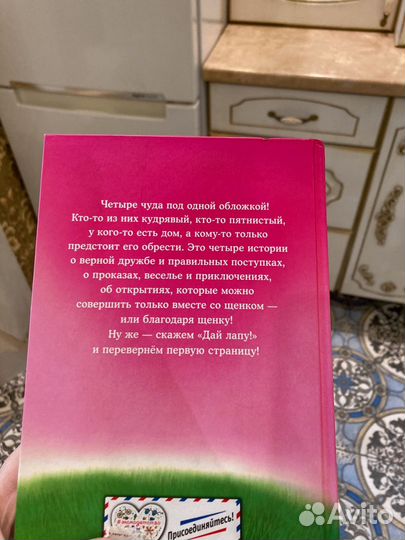 Четыре чуда под одной обложкой!
Кто-то из них кудрявый, кто-то пятнистый,
у кого-то есть дом, а кому-то только
предстоит его обрести. Это четыре истории
о верной дружбе и правильных поступках,
о проказах, веселье и приключениях,
об открытиях, которые можно
совершить только вместе со щенком —
или благодаря щенку!
Ну же — скажем «Дай лапу!»
и перевернём первую страницу!
Присоединяйтесь!
Avito